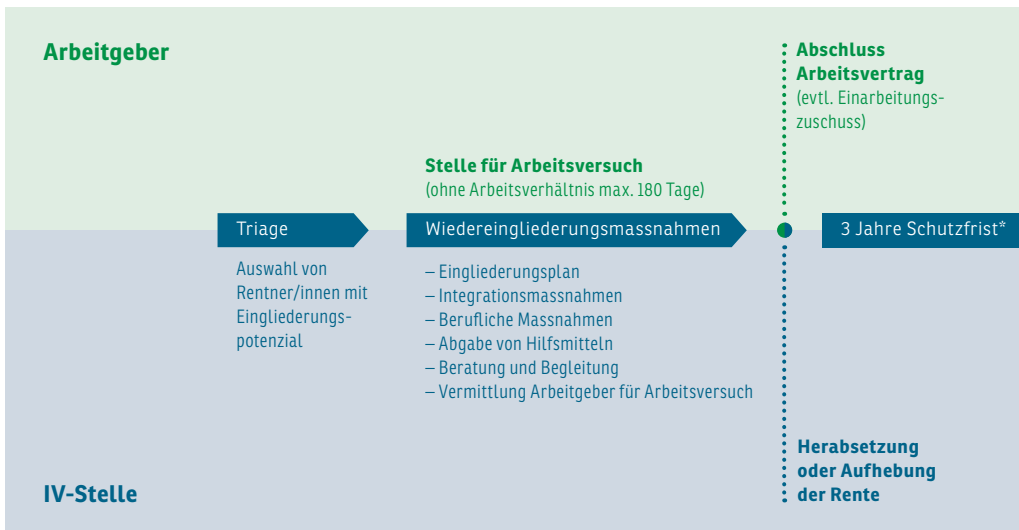 Arbeitgeber
Abschluss
Arbeitsvertrag
(evtl. Einarbeitungs-
zuschuss)
Stelle für Arbeitsversuch
(ohne Arbeitsverhältnis max. 180 Tage)
Triage
Wiedereingliederungsmassnahmen
3 Jahre Schutzfrist*
Auswahl von
Rentner/innen mit
Eingliederungs-
potenzial
– Eingliederungsplan
– Integrationsmassnahmen
– Berufliche Massnahmen
– Abgabe von Hilfsmitteln
– Beratung und Begleitung
– Vermittlung Arbeitgeber für Arbeitsversuch
Herabsetzung
oder Aufhebung
der Rente
IV-Stelle